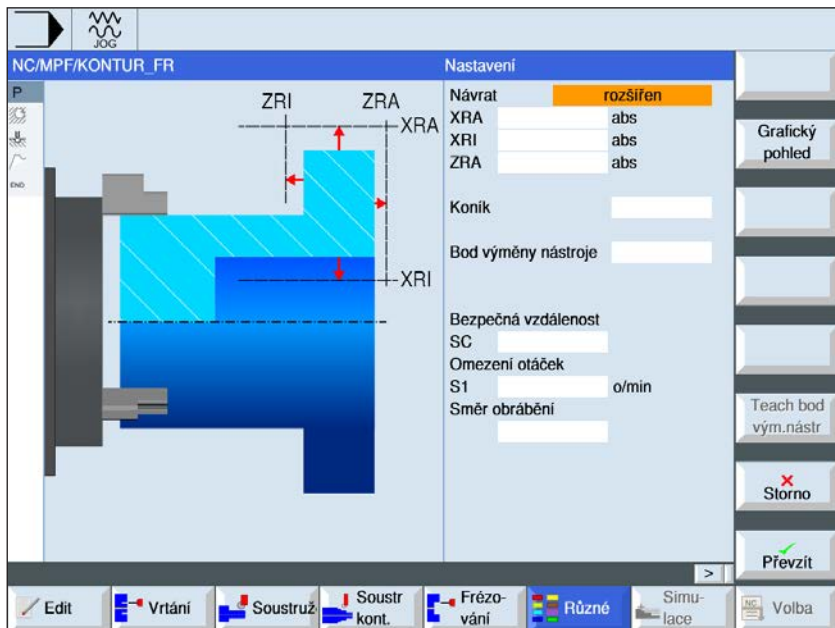 JOG
NC/MPF/KONTUR_FR
Nastavení
P
END
ZRI ZRA
XRA
XRI
Návrat rozšířen
XRA abs
XRI abs
ZRA abs
Koník
Bod výměny nástroje
Bezpečná vzdálenost
SC
Omezení otáček
S1 o/min
Směr obrábění
Grafický
pohled
Teach bod
vým.nástr
Storno
Převzít
>
Edit
Vrtání
Soustruž
Soustr
kont.
Frézo-
vání
Různé
Simu-
lace
NC
Volba